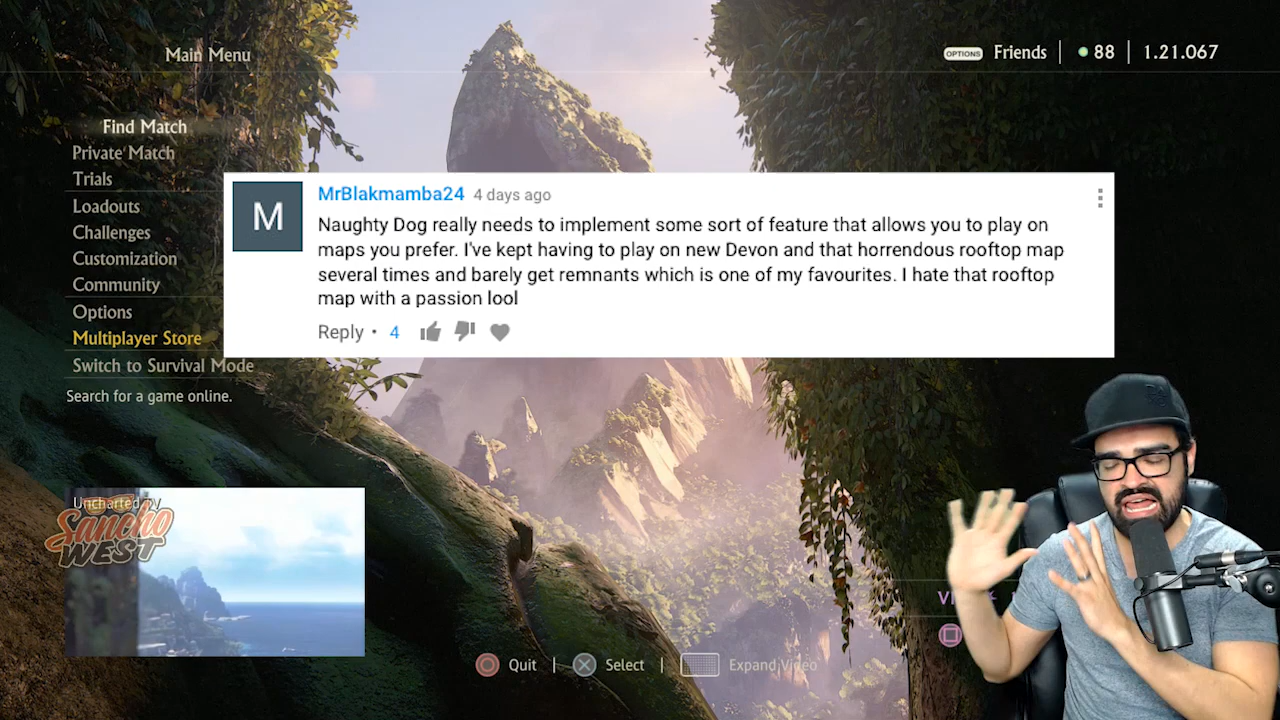 Main Menu
OPTIONS Friends | 88 | 1.21.067
Find Match
Private Match
Trials
Loadouts
Challenges
Customization
Community
Options
Multiplayer Store
Switch to Survival Mode
Search for a game online.
M
MrBlakmamba24 4 days ago
Naughty Dog really needs to implement some sort of feature that allows you to play on
maps you prefer. I've kept having to play on new Devon and that horrendous rooftop map
several times and barely get remnants which is one of my favourites. I hate that rooftop
map with a passion lool
Reply • 4
Uncharted
Sancho
WEST
Quit | Select | Expand Video